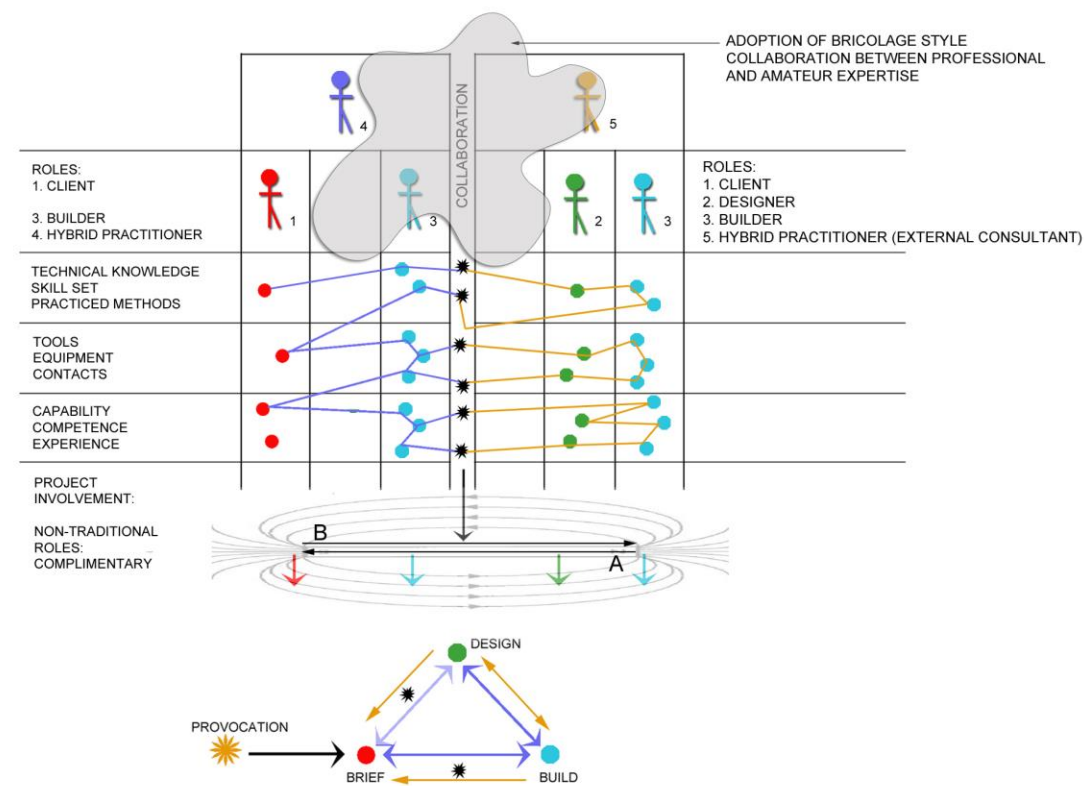 ADOPTION OF BRICOLAGE STYLE
COLLABORATION BETWEEN PROFESSIONAL
AND AMATEUR EXPERTISE
COLLABORATION
4
5
ROLES:
1. CLIENT
3. BUILDER
4. HYBRID PRACTITIONER
1
3
2
3
ROLES:
1. CLIENT
2. DESIGNER
3. BUILDER
5. HYBRID PRACTITIONER (EXTERNAL CONSULTANT)
TECHNICAL KNOWLEDGE
SKILL SET
PRACTICED METHODS
TOOLS
EQUIPMENT
CONTACTS
CAPABILITY
COMPETENCE
EXPERIENCE
PROJECT
INVOLVEMENT:
NON-TRADITIONAL
ROLES:
COMPLIMENTARY
B
A
DESIGN
PROVOCATION
BRIEF
BUILD